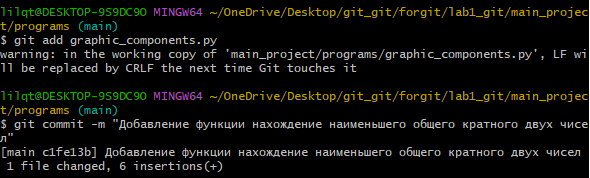 lilqt@DESKTOP-9S9DC9O MINGW64 ~/OneDrive/Desktop/git_git/forgit/lab1_git/main_projec
t/programs (main)
$ git add graphic_components.py
warning: in the working copy of 'main_project/programs/graphic_components.py', LF wi
ll be replaced by CRLF the next time Git touches it
lilqt@DESKTOP-9S9DC9O MINGW64 ~/OneDrive/Desktop/git_git/forgit/lab1_git/main_projec
t/programs (main)
$ git commit -m "Добавление функции нахождение наименьшего общего кратного двух чисе
л"
[main c1fe13b] Добавление функции нахождение наименьшего общего кратного двух чисел
1 file changed, 6 insertions(+)